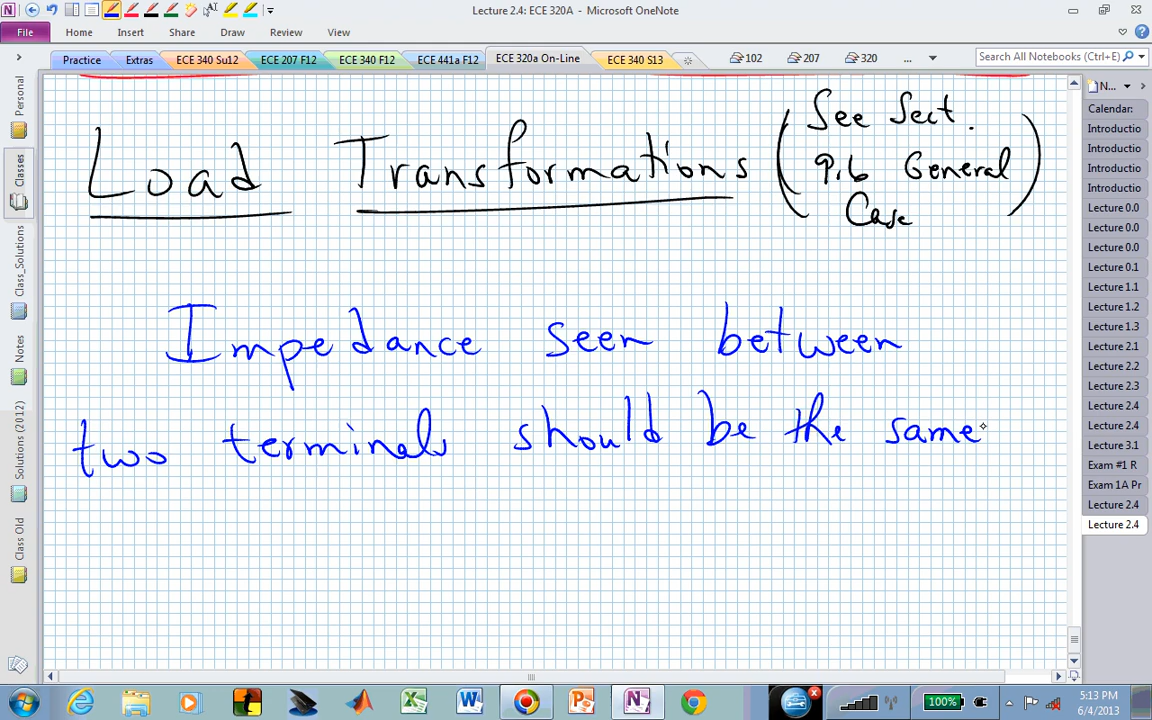 Lecture 2.4: ECE 320A - Microsoft OneNote
File Home Insert Share Draw Review View
Practice Extras ECE 340 Su12 ECE 207 F12 ECE 340 F12 ECE 441a F12 ECE 320a On-Line ECE 340 S13 102 207 320 ... Search All Notebooks (Ctrl+E)
Personal
Classes
Class_Solutions
Notes
Solutions (2012)
Class Old
Load Transformations
(See Sect.
9.6 General
Case)
Impedance seen between
two terminals should be the same
N...
Calendar:
Introductio
Introductio
Introductio
Introductio
Lecture 0.0
Lecture 0.0
Lecture 0.0
Lecture 0.1
Lecture 1.1
Lecture 1.2
Lecture 1.3
Lecture 2.1
Lecture 2.2
Lecture 2.3
Lecture 2.4
Lecture 2.4
Lecture 3.1
Exam #1 R
Exam 1A Pr
Lecture 2.4
Lecture 2.4
100%
5:13 PM
6/4/2013